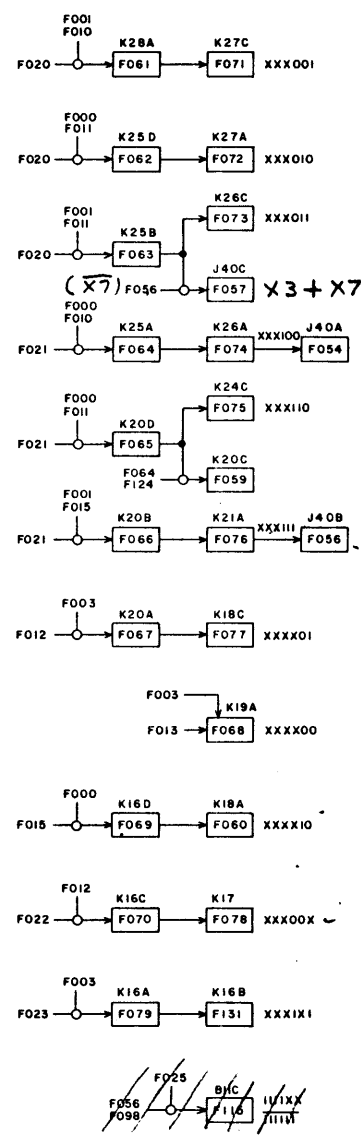 F001
F010
K28A
K27C
F020
F061
F071
XXX001
F000
F011
K25D
K27A
F020
F062
F072
XXX010
K26C
F073
XXX011
F001
F011
K25B
F020
F063
J40C
(X̅7̅) F056
F057
X3 + X7
F000
F010
K25A
K26A
XXX100
J40A
F021
F064
F074
F054
K24C
F075
XXX110
F000
F011
K20D
F021
F065
K20C
F064
F124
F059
F001
F015
K20B
K21A
XXX111
J40B
F021
F066
F076
F056
F003
K20A
K18C
F012
F067
F077
XXXX01
F003
K19A
F013
F068
XXXX00
F000
K16D
K18A
F015
F069
F060
XXXX10
F012
K16C
K17
F022
F070
F078
XXX00X
F003
K16A
K16B
F023
F079
F131
XXX1X1
F025
B11C
F056
F098
F116
1111XX
11111